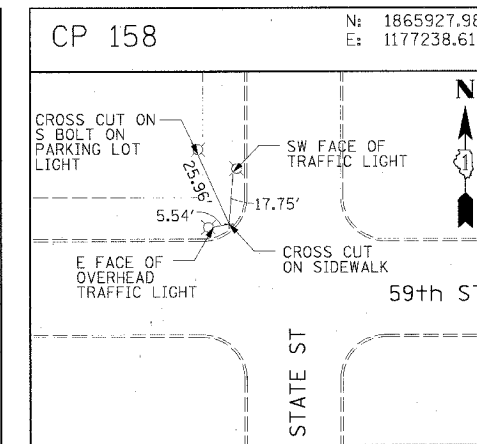 CP 158
N: 1865927.98
E: 1177238.61
N
1
CROSS CUT ON
S BOLT ON
PARKING LOT
LIGHT
SW FACE OF
TRAFFIC LIGHT
25.96'
5.54'
17.75'
E FACE OF
OVERHEAD
TRAFFIC LIGHT
CROSS CUT
ON SIDEWALK
59th ST
STATE ST